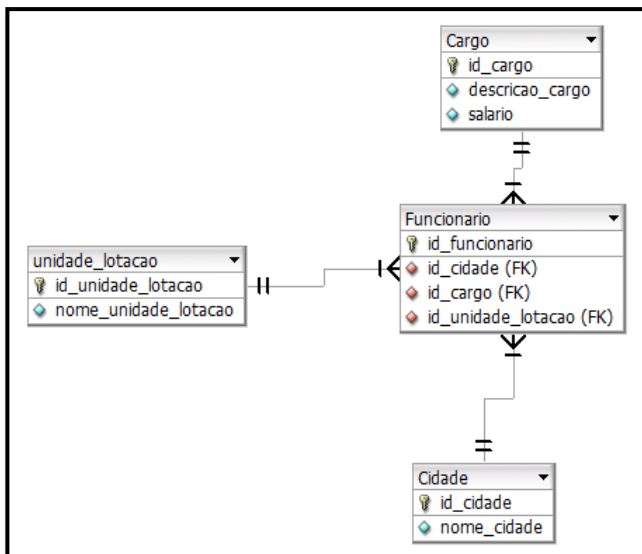 Cargo
id_cargo
descricao_cargo
salario
Funcionario
id_funcionario
id_cidade (FK)
id_cargo (FK)
id_unidade_lotacao (FK)
unidade_lotacao
id_unidade_lotacao
nome_unidade_lotacao
Cidade
id_cidade
nome_cidade